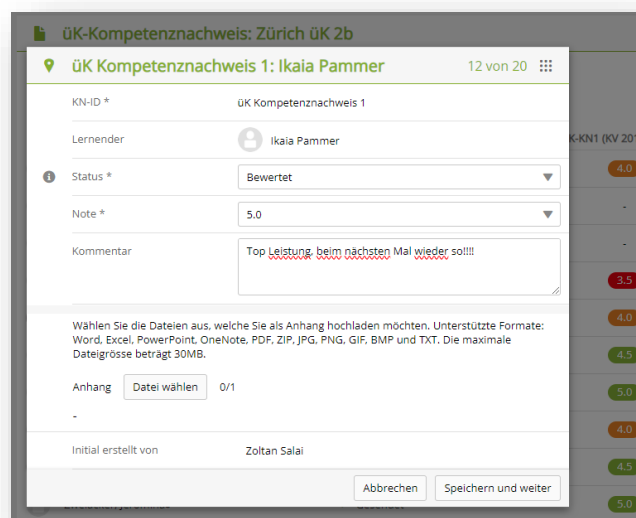 üK-Kompetenznachweis: Zürich üK 2b
üK Kompetenznachweis 1: Ikaia Pammer 12 von 20
KN-ID * üK Kompetenznachweis 1
Lernender Ikaia Pammer
K-KN1 (KV 201
Status * Bewertet
4.0
Note * 5.0
-
Kommentar Top Leistung, beim nächsten Mal wieder so!!!!
-
3.5
Wählen Sie die Dateien aus, welche Sie als Anhang hochladen möchten. Unterstützte Formate:
Word, Excel, PowerPoint, OneNote, PDF, ZIP, JPG, PNG, GIF, BMP und TXT. Die maximale
Dateigrösse beträgt 30MB.
4.0
4.5
Anhang Datei wählen 0/1
5.0
-
4.0
Initial erstellt von Zoltan Salai
4.5
Abbrechen Speichern und weiter
5.0